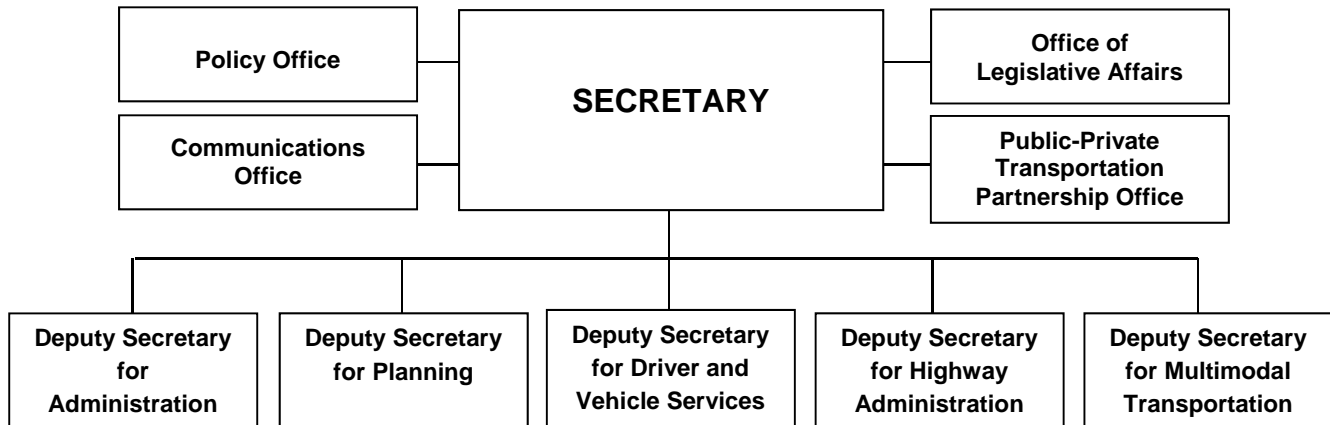 Policy Office
Communications
Office
SECRETARY
Office of
Legislative Affairs
Public-Private
Transportation
Partnership Office
Deputy Secretary
for
Administration
Deputy Secretary
for Planning
Deputy Secretary
for Driver and
Vehicle Services
Deputy Secretary
for Highway
Administration
Deputy Secretary
for Multimodal
Transportation